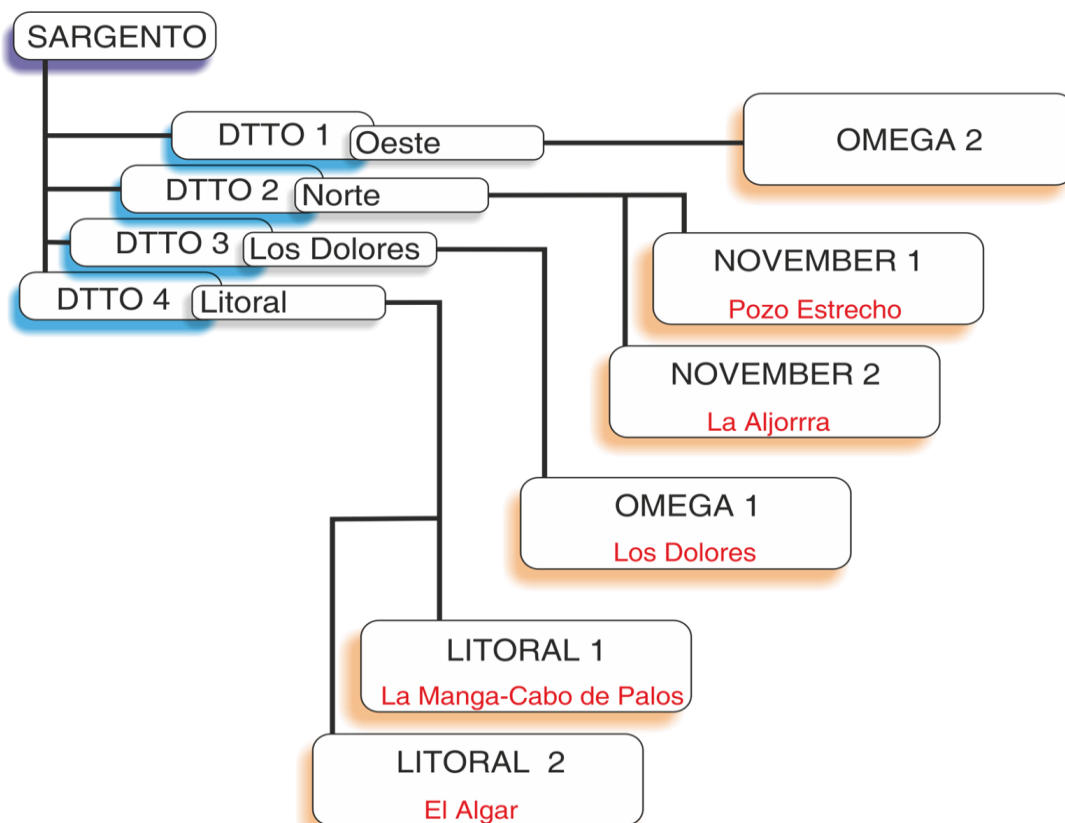 SARGENTO
DTTO 1
Oeste
OMEGA 2
DTTO 2
Norte
DTTO 3
Los Dolores
NOVEMBER 1
Pozo Estrecho
DTTO 4
Litoral
NOVEMBER 2
La Aljorrra
OMEGA 1
Los Dolores
LITORAL 1
La Manga-Cabo de Palos
LITORAL 2
El Algar